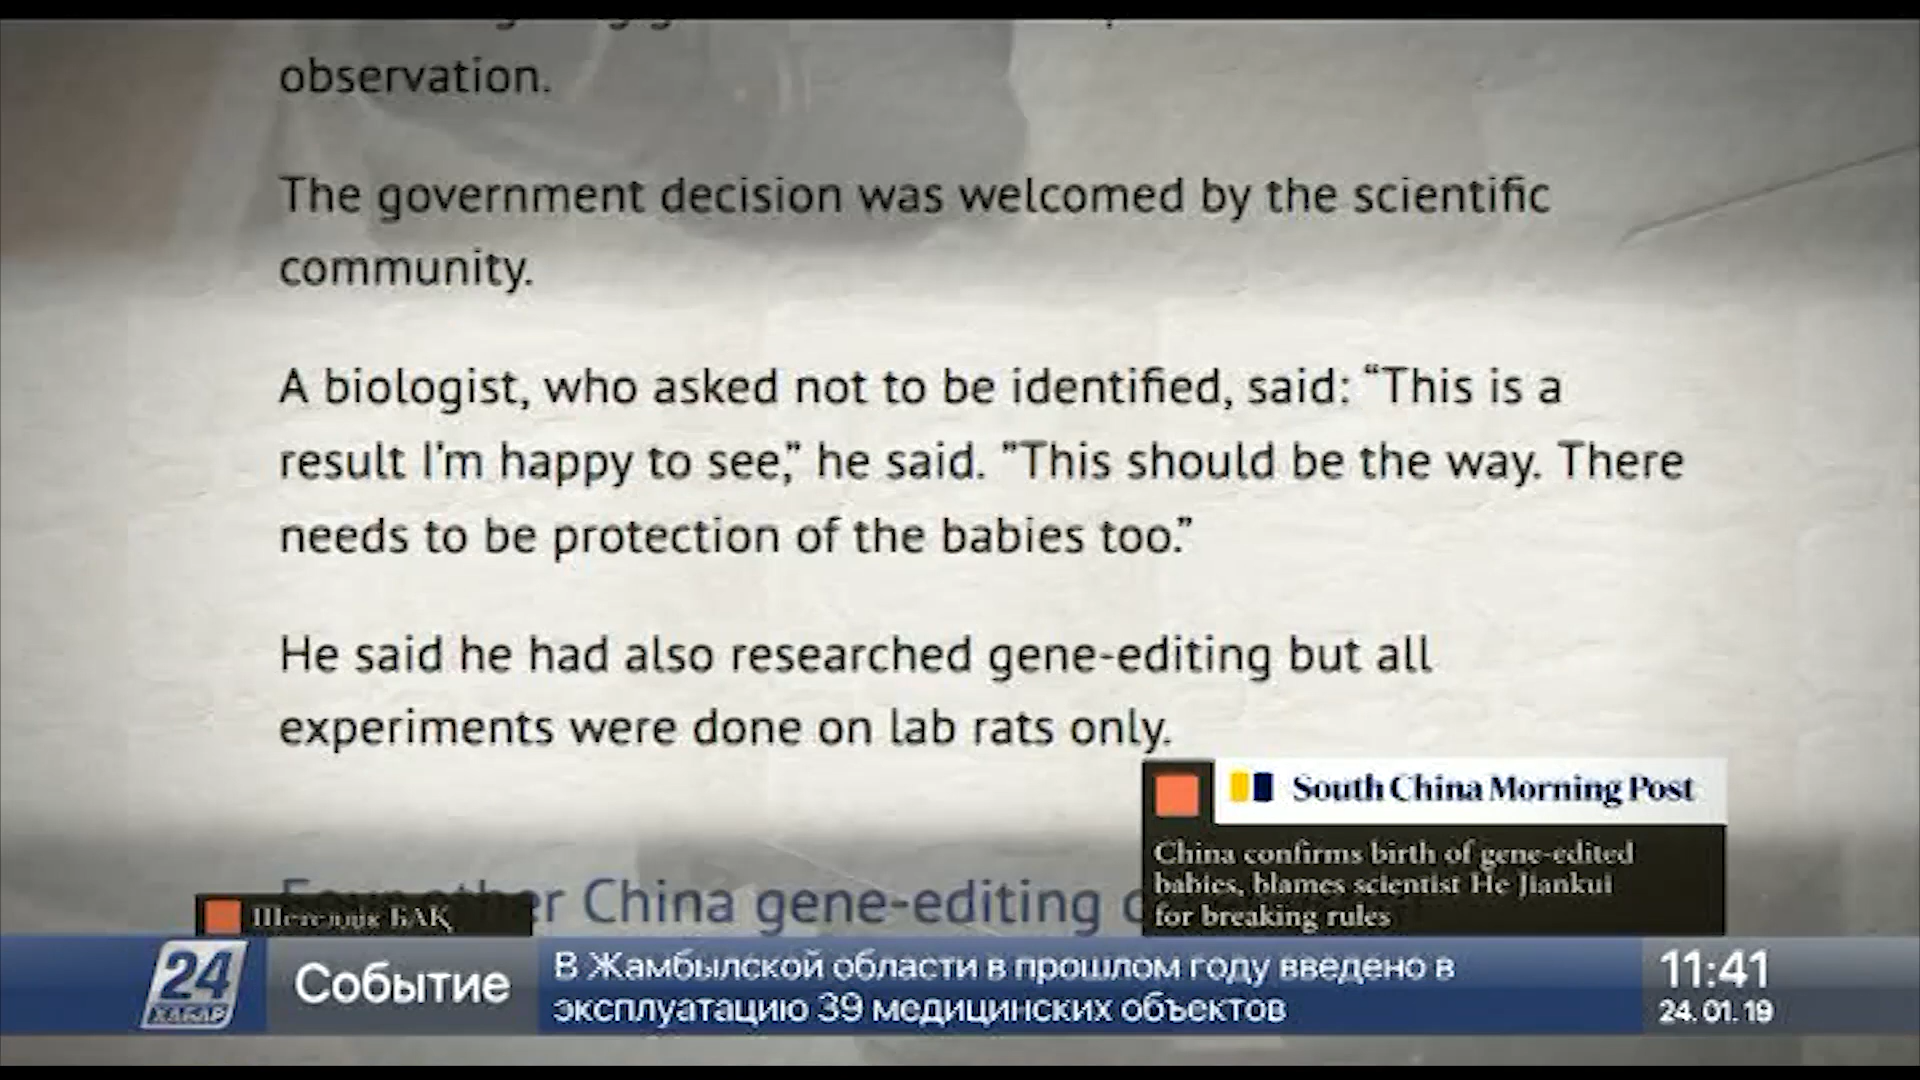 observation.
The government decision was welcomed by the scientific
community.
A biologist, who asked not to be identified, said: “This is a
result I’m happy to see,” he said. ”This should be the way. There
needs to be protection of the babies too.”
He said he had also researched gene-editing but all
experiments were done on lab rats only.
South China Morning Post
China confirms birth of gene-edited
babies, blames scientist He Jiankui
for breaking rules
other China gene-editing
Шетелдік БАҚ
24
ХАБАР
Событие
В Жамбылской области в прошлом году введено в
эксплуатацию 39 медицинских объектов
11:41
24.01.19